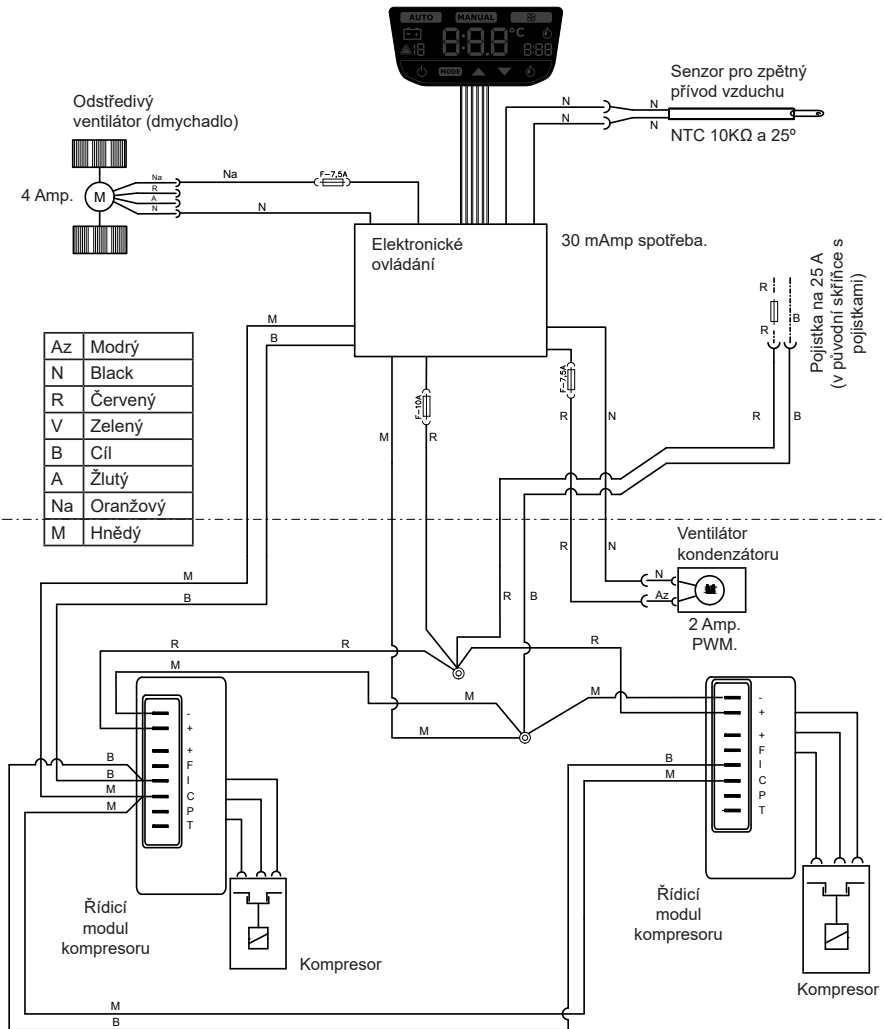 AUTO MANUAL
8:8.8 °C
18 8:88
MODE
Odstředivý
ventilátor (dmychadlo)
4 Amp.
M
Na
R
A
N
Na
F-7,5A
N
N
N
N
N
Senzor pro zpětný
přívod vzduchu
NTC 10KΩ a 25º
Elektronické
ovládání
30 mAmp spotřeba.
R
R
B
Pojistka na 25 A
(v původní skříňce s
pojistkami)
M
B
Az Modrý
N Black
R Červený
V Zelený
B Cíl
A Žlutý
Na Oranžový
M Hnědý
F-10A
F-7,5A
M
R
R
N
R
B
R
N
Ventilátor
kondenzátoru
N
Az
M
2 Amp.
PWM.
M
B
R
B
R
R
R
M
M
M
M
-
+
+
F
I
C
P
T
B
B
M
M
Řídicí
modul
kompresoru
Kompresor
-
+
+
F
I
C
P
T
B
M
Řídicí
modul
kompresoru
Kompresor
M
B